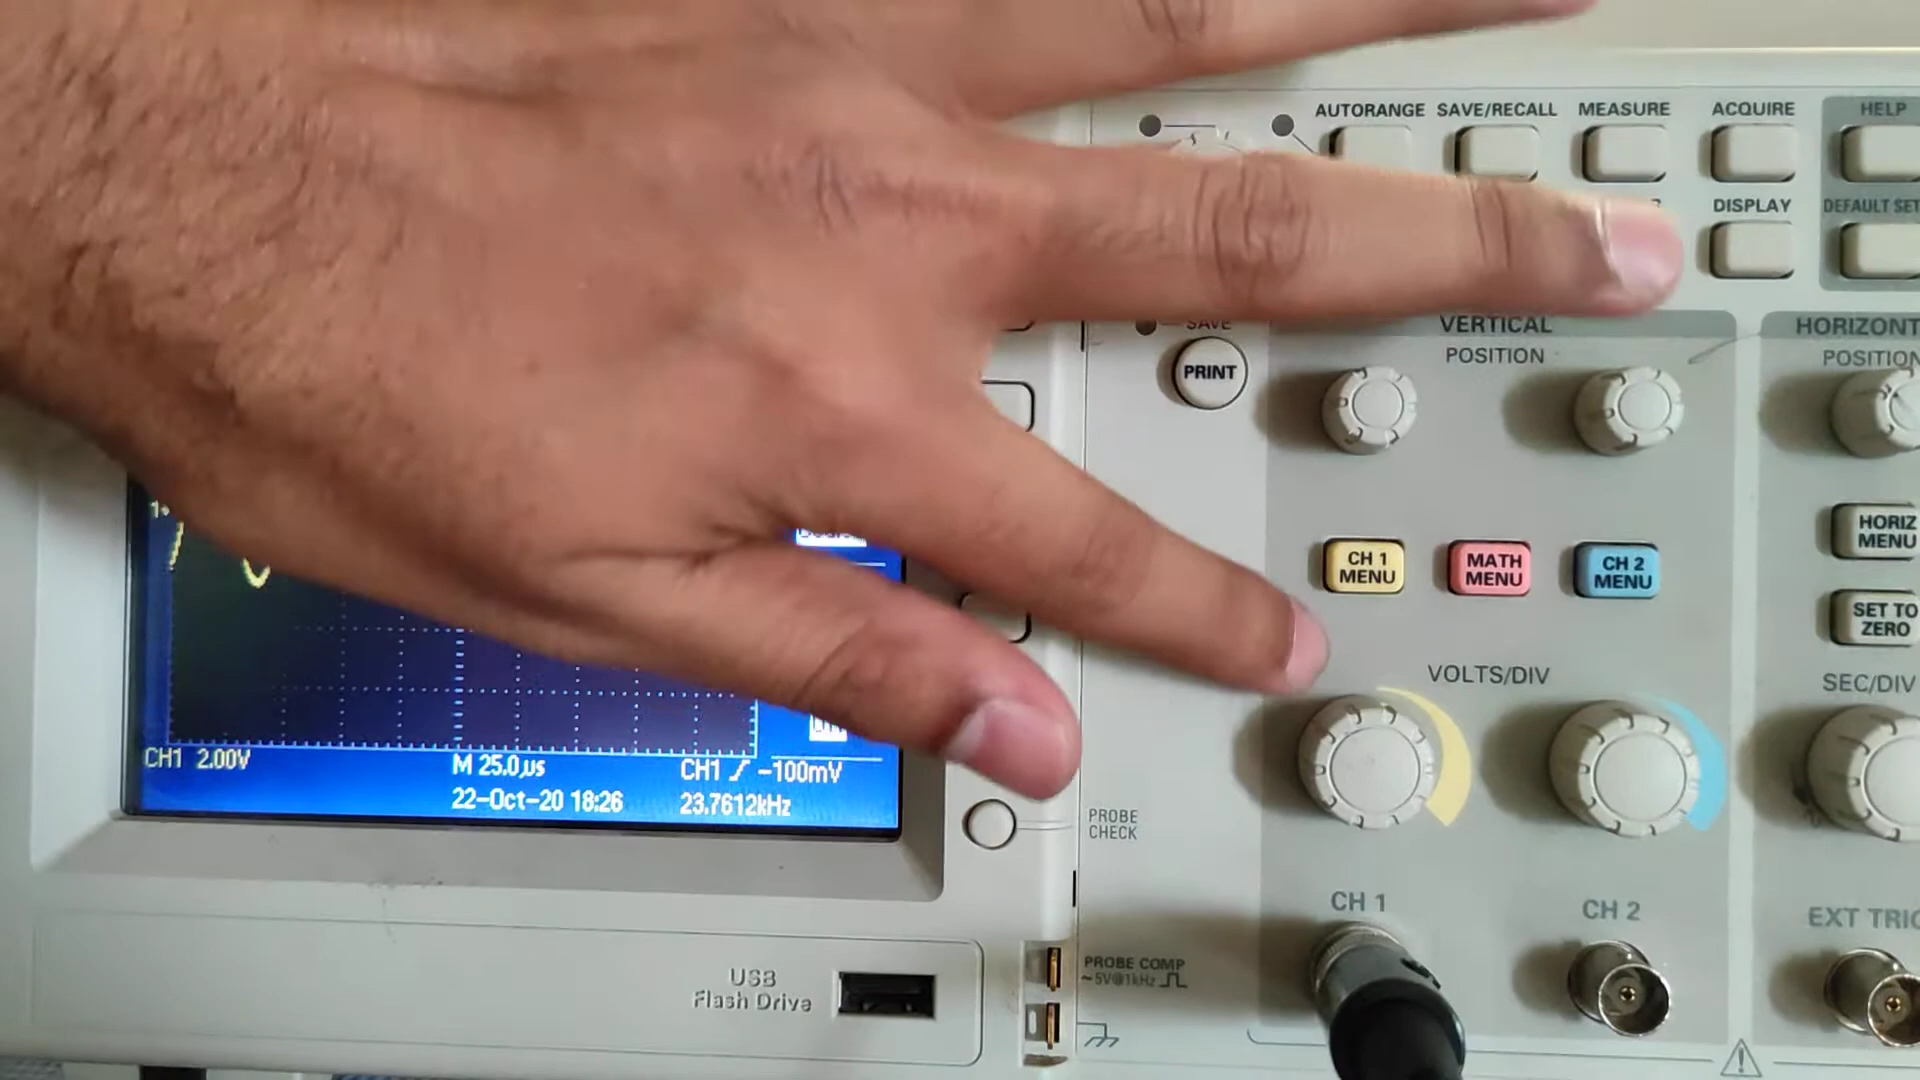 AUTORANGE
SAVE/RECALL
MEASURE
ACQUIRE
HELP
DISPLAY
DEFAULT SET
SAVE
PRINT
VERTICAL
POSITION
HORIZONT
POSITION
CH 1
MENU
MATH
MENU
CH 2
MENU
HORIZ
MENU
SET TO
ZERO
VOLTS/DIV
SEC/DIV
CH1 2.00V
M 25.0µs
CH1 -100mV
22-Oct-20 18:26
23.7612kHz
PROBE
CHECK
CH 1
CH 2
EXT TRIG
PROBE COMP
~5V@1kHz
USB
Flash Drive